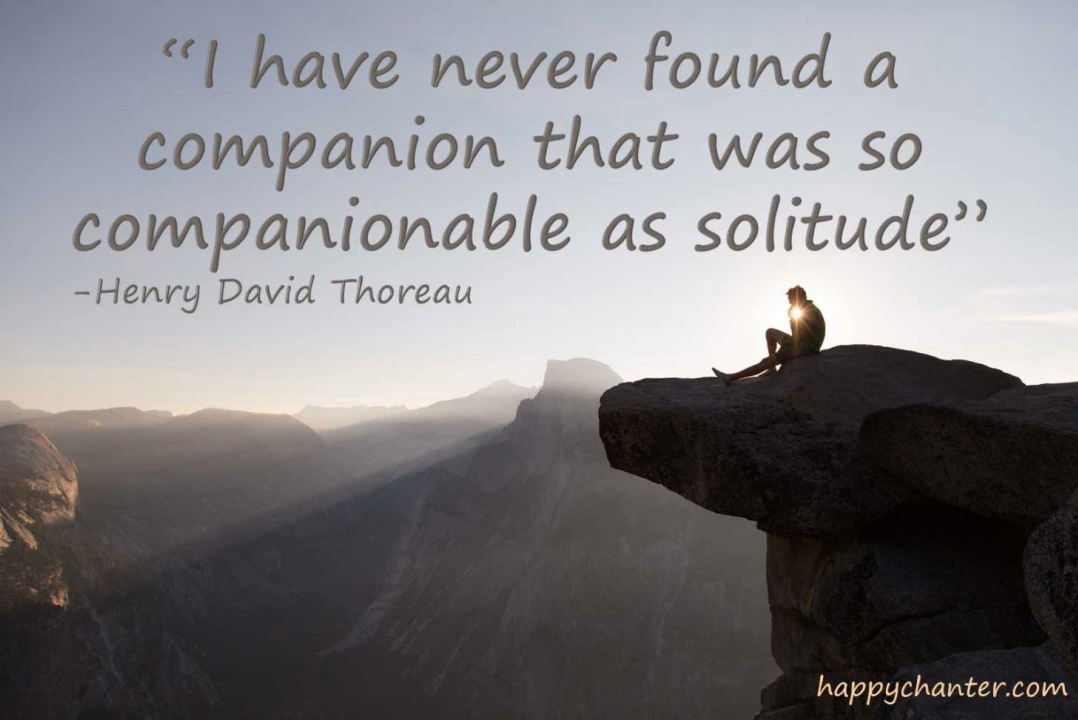 “I have never found a
companion that was so
companionable as solitude”
-Henry David Thoreau
happychanter.com